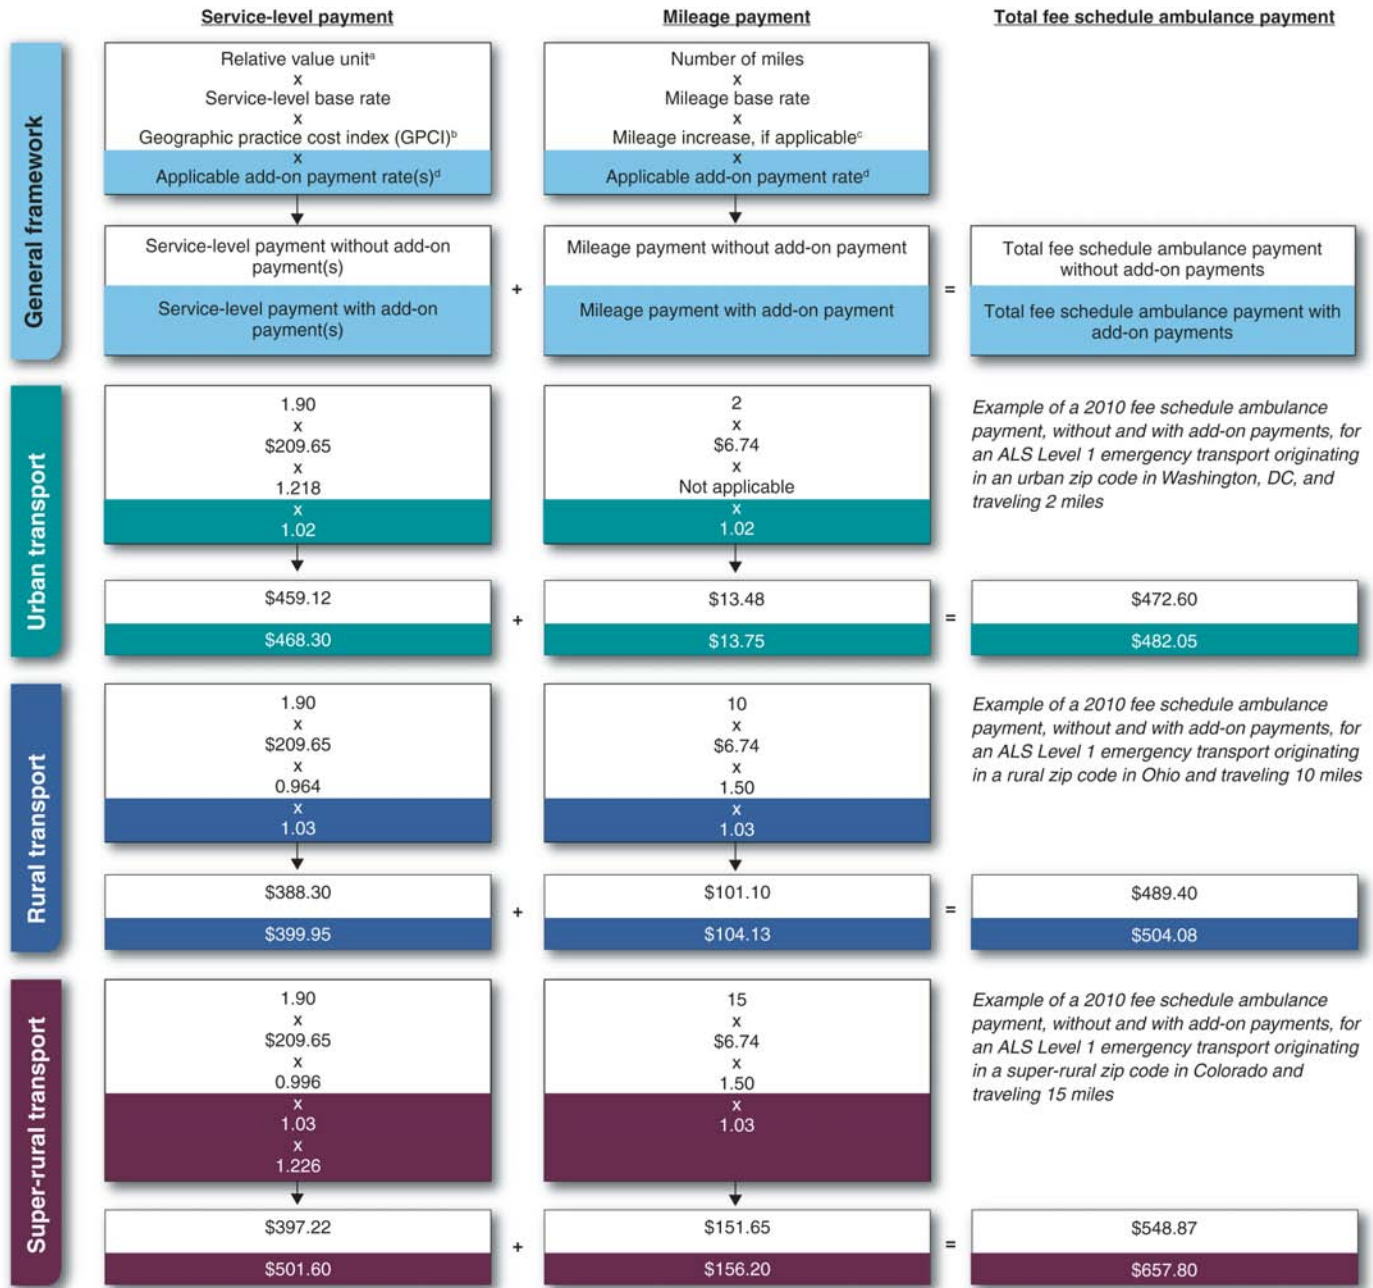 Service-level payment
Mileage payment
Total fee schedule ambulance payment
General framework
Relative value unitᵃ
x
Service-level base rate
x
Geographic practice cost index (GPCI)ᵇ
x
Applicable add-on payment rate(s)ᵈ
Number of miles
x
Mileage base rate
x
Mileage increase, if applicableᶜ
x
Applicable add-on payment rateᵈ
Service-level payment without add-on
payment(s)
Service-level payment with add-on
payment(s)
+
Mileage payment without add-on payment
Mileage payment with add-on payment
=
Total fee schedule ambulance payment
without add-on payments
Total fee schedule ambulance payment with
add-on payments
Urban transport
1.90
x
$209.65
x
1.218
x
1.02
2
x
$6.74
x
Not applicable
x
1.02
Example of a 2010 fee schedule ambulance
payment, without and with add-on payments, for
an ALS Level 1 emergency transport originating
in an urban zip code in Washington, DC, and
traveling 2 miles
$459.12
$468.30
+
$13.48
$13.75
=
$472.60
$482.05
Rural transport
1.90
x
$209.65
x
0.964
x
1.03
10
x
$6.74
x
1.50
x
1.03
Example of a 2010 fee schedule ambulance
payment, without and with add-on payments, for
an ALS Level 1 emergency transport originating
in a rural zip code in Ohio and traveling 10 miles
$388.30
$399.95
+
$101.10
$104.13
=
$489.40
$504.08
Super-rural transport
1.90
x
$209.65
x
0.996
x
1.03
x
1.226
15
x
$6.74
x
1.50
x
1.03
Example of a 2010 fee schedule ambulance
payment, without and with add-on payments, for
an ALS Level 1 emergency transport originating
in a super-rural zip code in Colorado and
traveling 15 miles
$397.22
$501.60
+
$151.65
$156.20
=
$548.87
$657.80